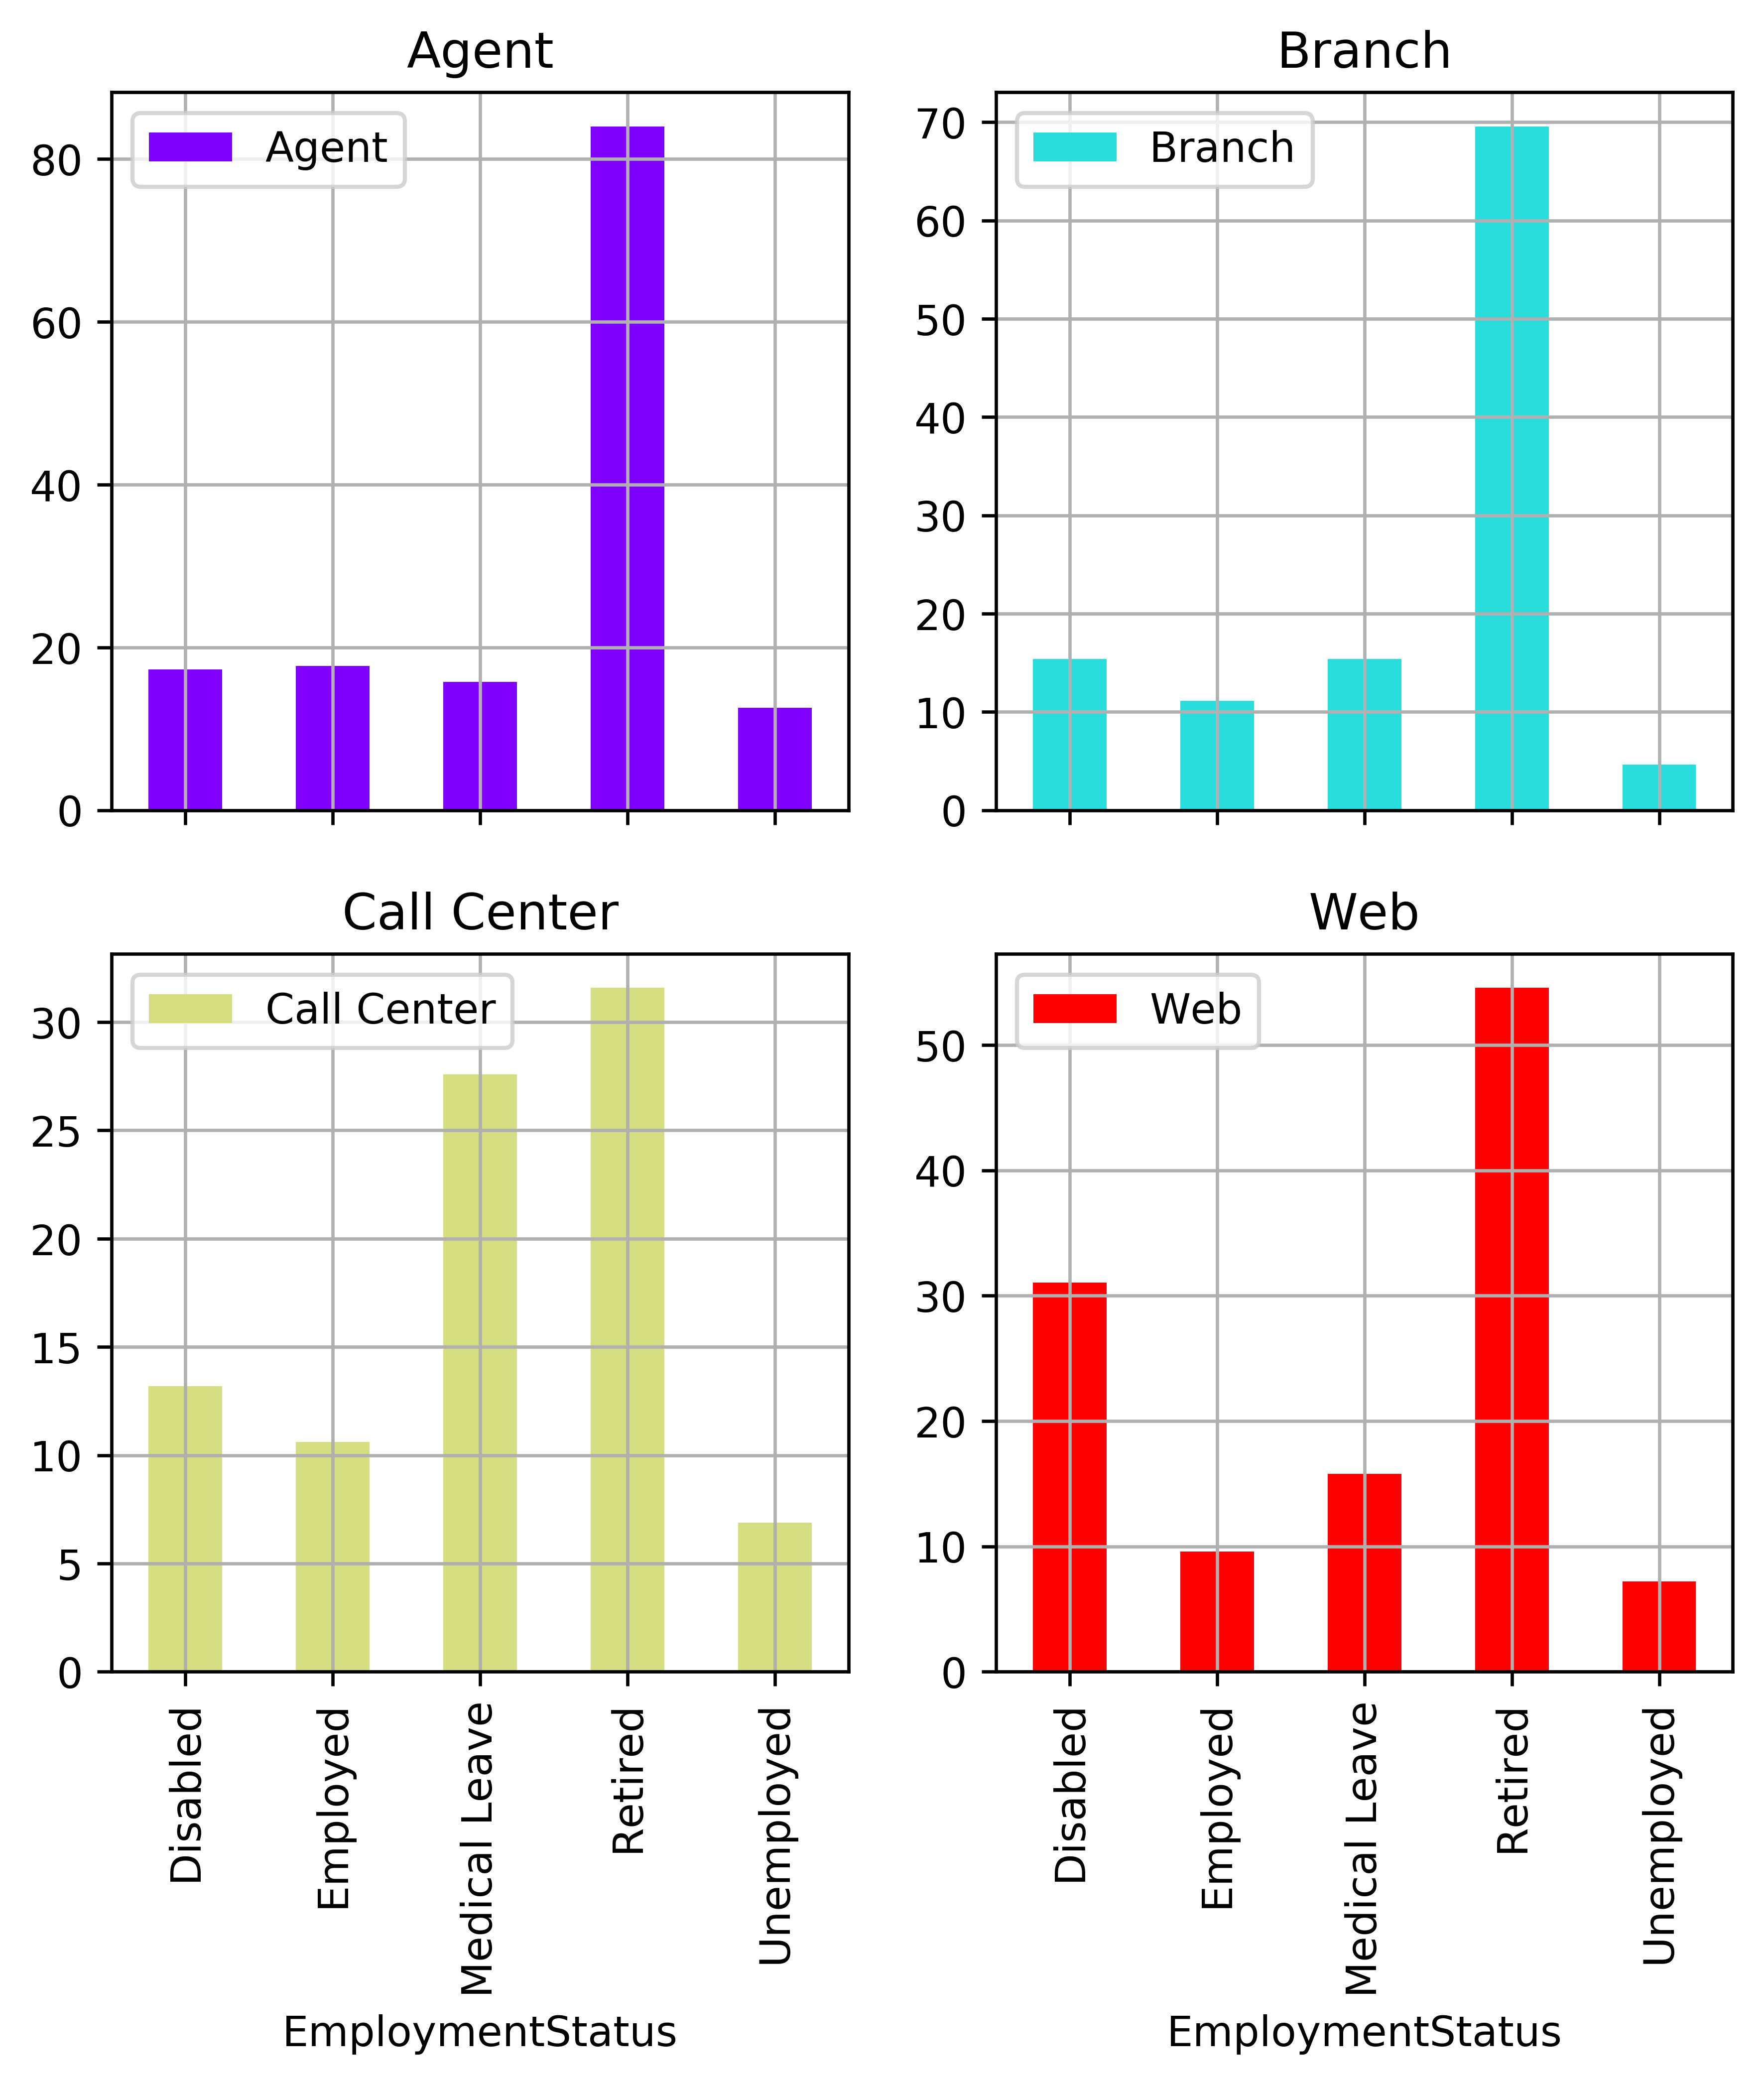 Agent
Agent
80
60
40
20
0
Branch
Branch
70
60
50
40
30
20
10
0
Call Center
Call Center
30
25
20
15
10
5
0
Disabled
Employed
Medical Leave
Retired
Unemployed
EmploymentStatus
Web
Web
50
40
30
20
10
0
Disabled
Employed
Medical Leave
Retired
Unemployed
EmploymentStatus